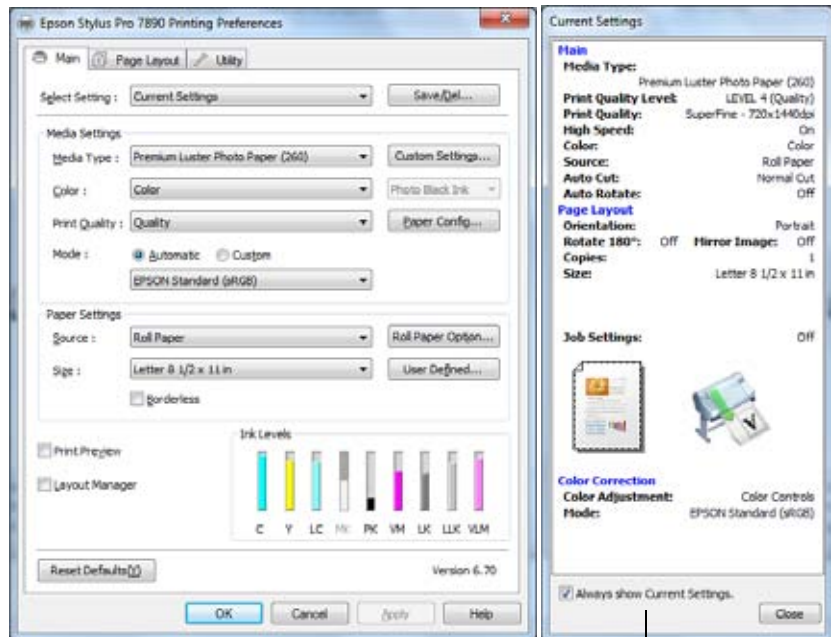 Epson Stylus Pro 7890 Printing Preferences
Main Page Layout Utility
Select Setting : Current Settings Save/Del...
Media Settings
Media Type : Premium Luster Photo Paper (260) Custom Settings...
Color : Color Photo Black Ink
Print Quality : Quality Paper Config...
Mode : Automatic Custom
EPSON Standard (sRGB)
Paper Settings
Source : Roll Paper Roll Paper Option...
Size : Letter 8 1/2 x 11 in User Defined...
Borderless
Print Preview
Layout Manager
Ink Levels
C Y LC MK PK VM LK LLK VLM
Reset Defaults(Y) Version 6.70
OK Cancel Apply Help
Current Settings
Main
Media Type:
Premium Luster Photo Paper (260)
Print Quality Level: LEVEL 4 (Quality)
Print Quality: SuperFine - 720x1440dpi
High Speed: On
Color: Color
Source: Roll Paper
Auto Cut: Normal Cut
Auto Rotate: Off
Page Layout
Orientation: Portrait
Rotate 180°: Off Mirror Image: Off
Copies: 1
Size: Letter 8 1/2 x 11 in
Job Settings: Off
Color Correction
Color Adjustment: Color Controls
Mode: EPSON Standard (sRGB)
Always show Current Settings.
Close